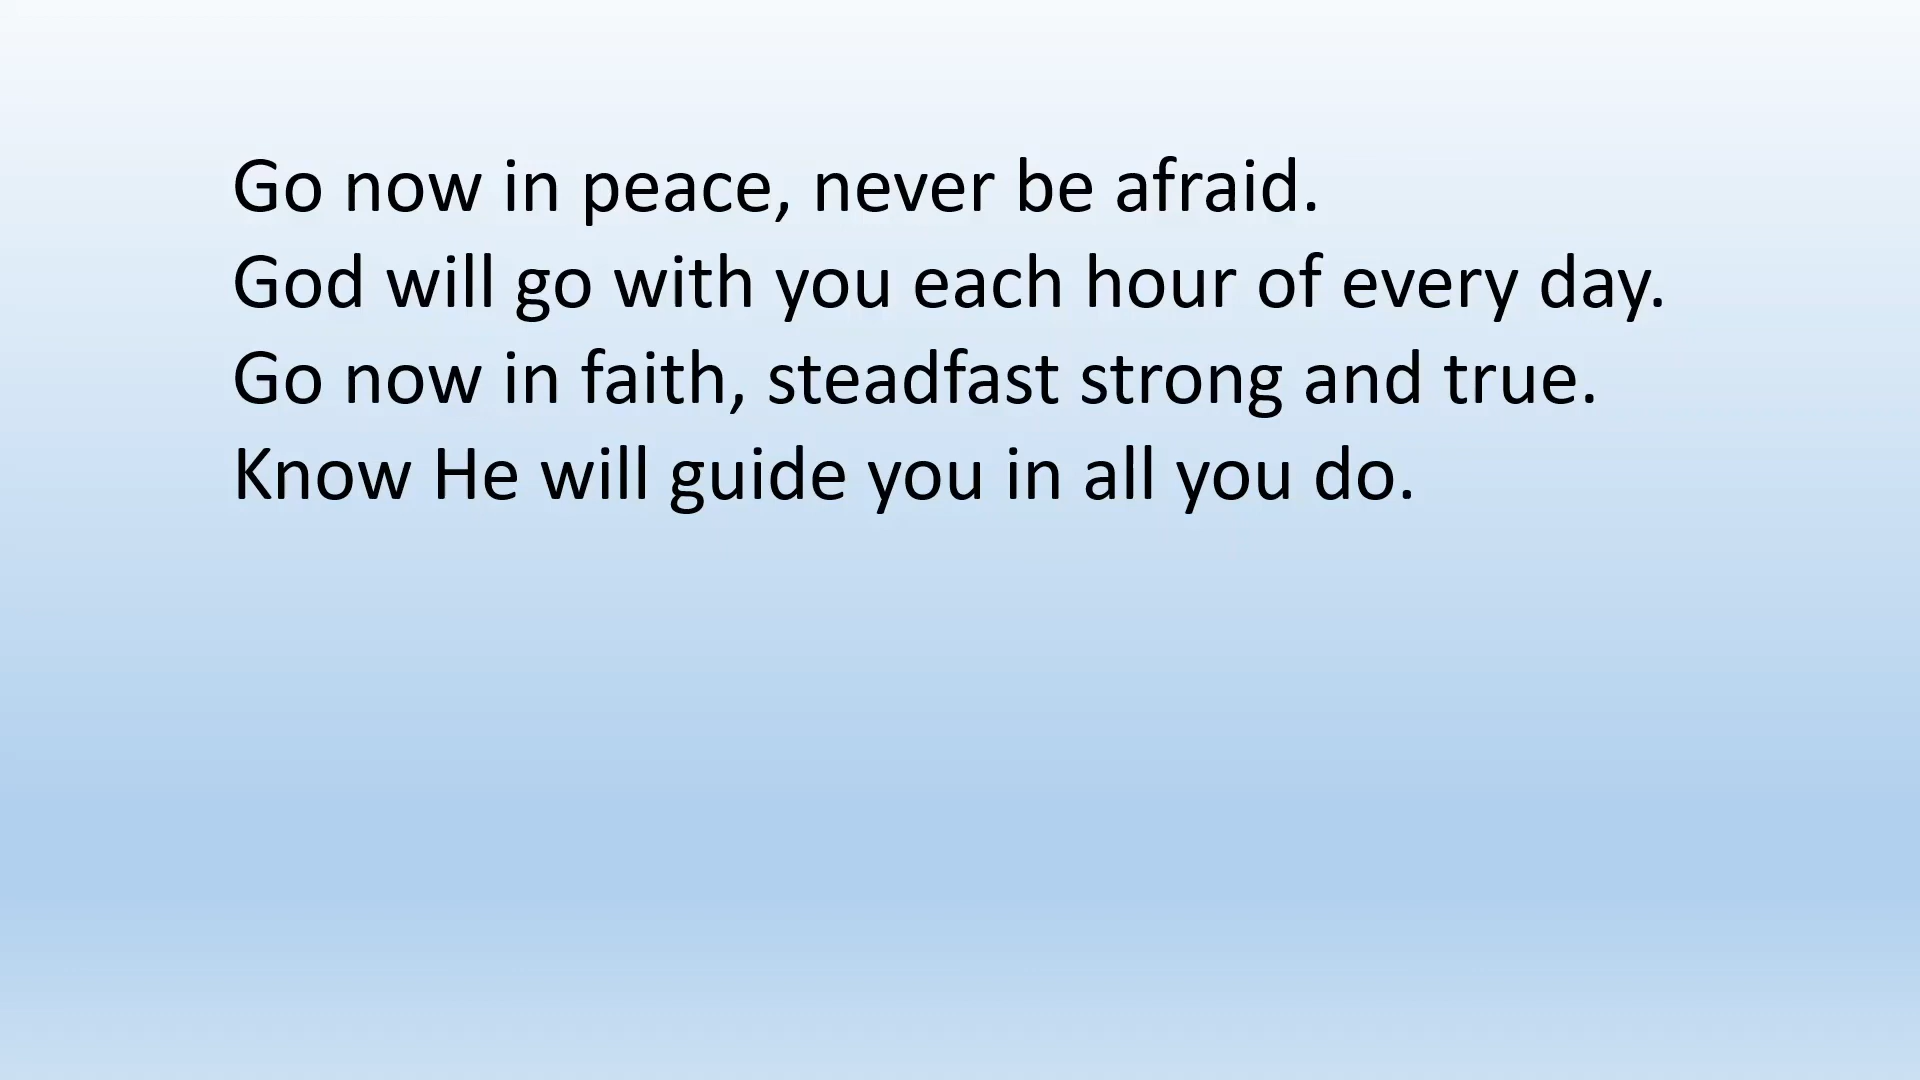 Go now in peace, never be afraid.
God will go with you each hour of every day.
Go now in faith, steadfast strong and true.
Know He will guide you in all you do.